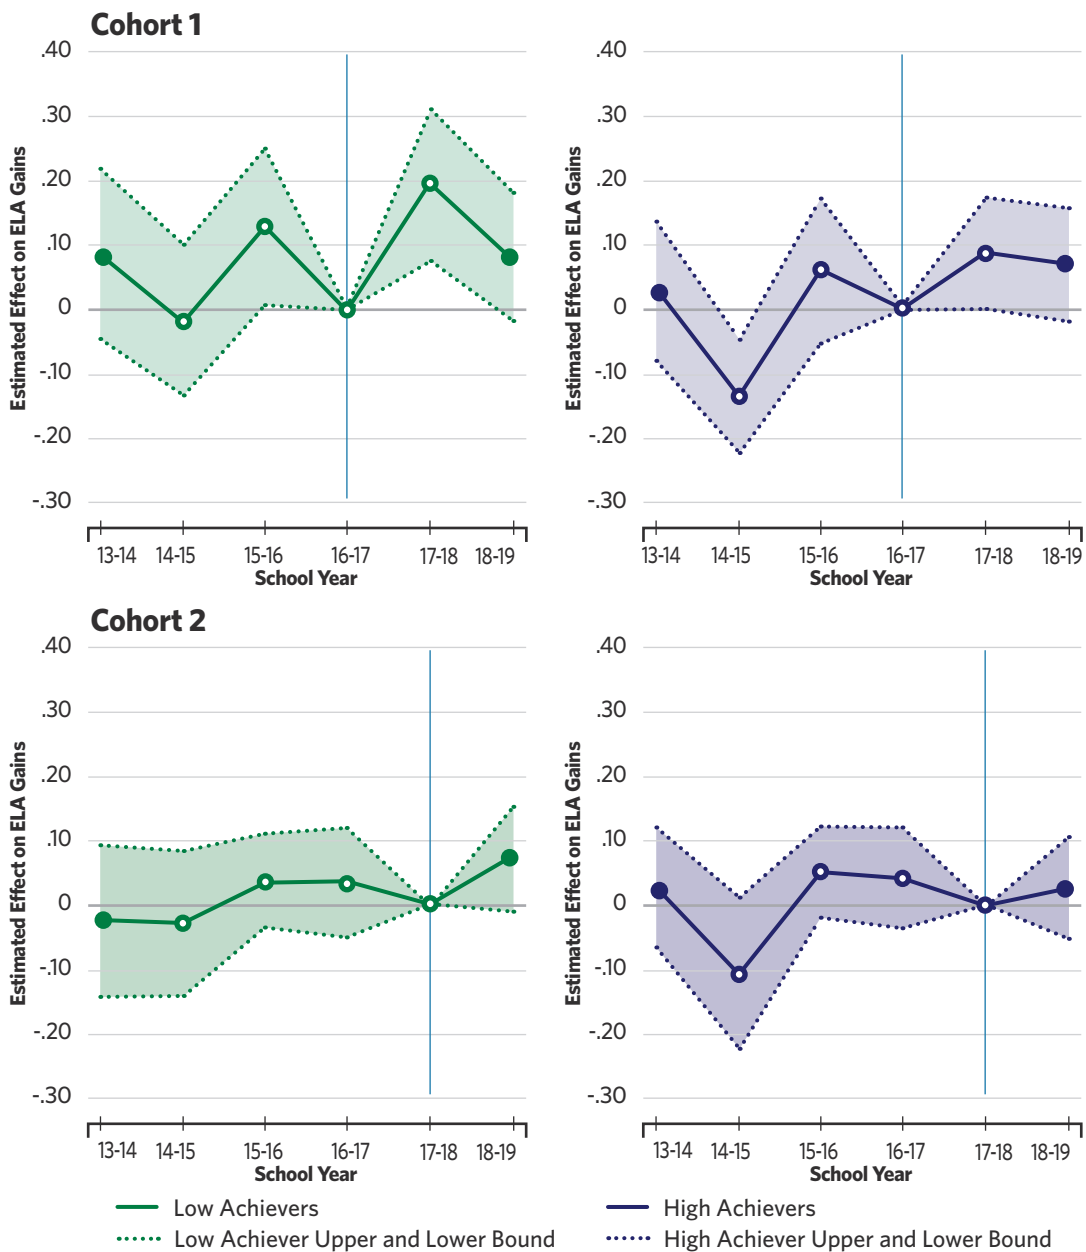 Cohort 1
.40
.30
.20
.10
0
-.10
-.20
-.30
Estimated Effect on ELA Gains
13-14 14-15 15-16 16-17 17-18 18-19
School Year
.40
.30
.20
.10
0
-.10
-.20
-.30
Estimated Effect on ELA Gains
13-14 14-15 15-16 16-17 17-18 18-19
School Year
Cohort 2
.40
.30
.20
.10
0
-.10
-.20
-.30
Estimated Effect on ELA Gains
13-14 14-15 15-16 16-17 17-18 18-19
School Year
.40
.30
.20
.10
0
-.10
-.20
-.30
Estimated Effect on ELA Gains
13-14 14-15 15-16 16-17 17-18 18-19
School Year
Low Achievers
Low Achiever Upper and Lower Bound
High Achievers
High Achiever Upper and Lower Bound